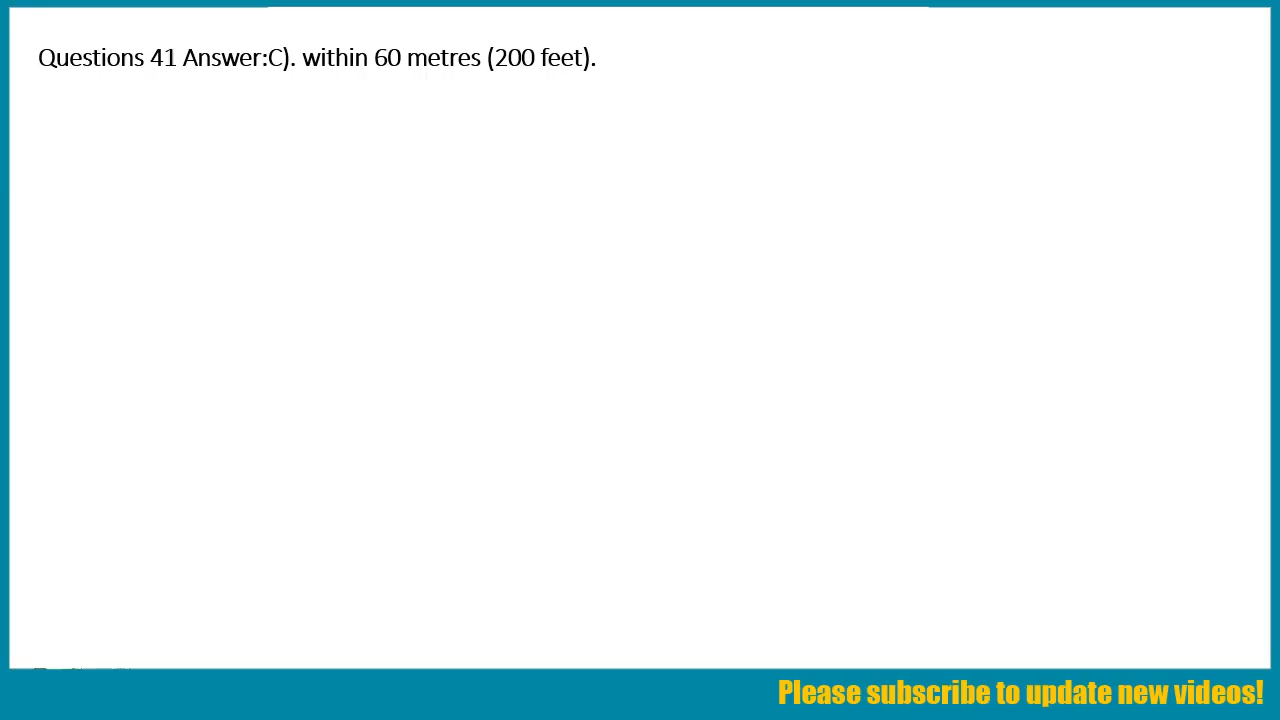 Questions 41 Answer:C). within 60 metres (200 feet).
Please subscribe to update new videos!